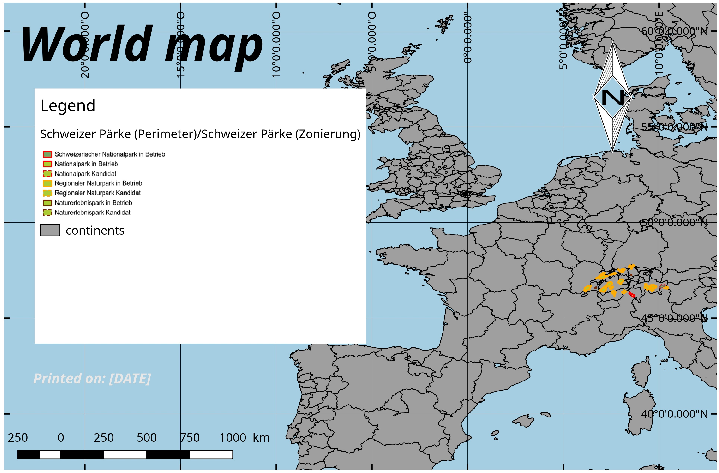 World map
20°0'0.000"O
15°0'0.000"O
10°0'0.000"O
5°0'0.000"O
0°0'0.000"
10°0'0.000"E
60°0'0.000"N
N
55°0'0.000"N
Legend
Schweizer Pärke (Perimeter)/Schweizer Pärke (Zonierung)
Schweizerischer Nationalpark in Betrieb
Nationalpark in Betrieb
Nationalpark Kandidat
Regionaler Naturpark in Betrieb
Regionaler Naturpark Kandidat
Naturerlebnispark in Betrieb
Naturerlebnispark Kandidat
continents
50°0'0.000"N
45°0'0.000"N
Printed on: [DATE]
40°0'0.000"N
250 0 250 500 750 1000 km